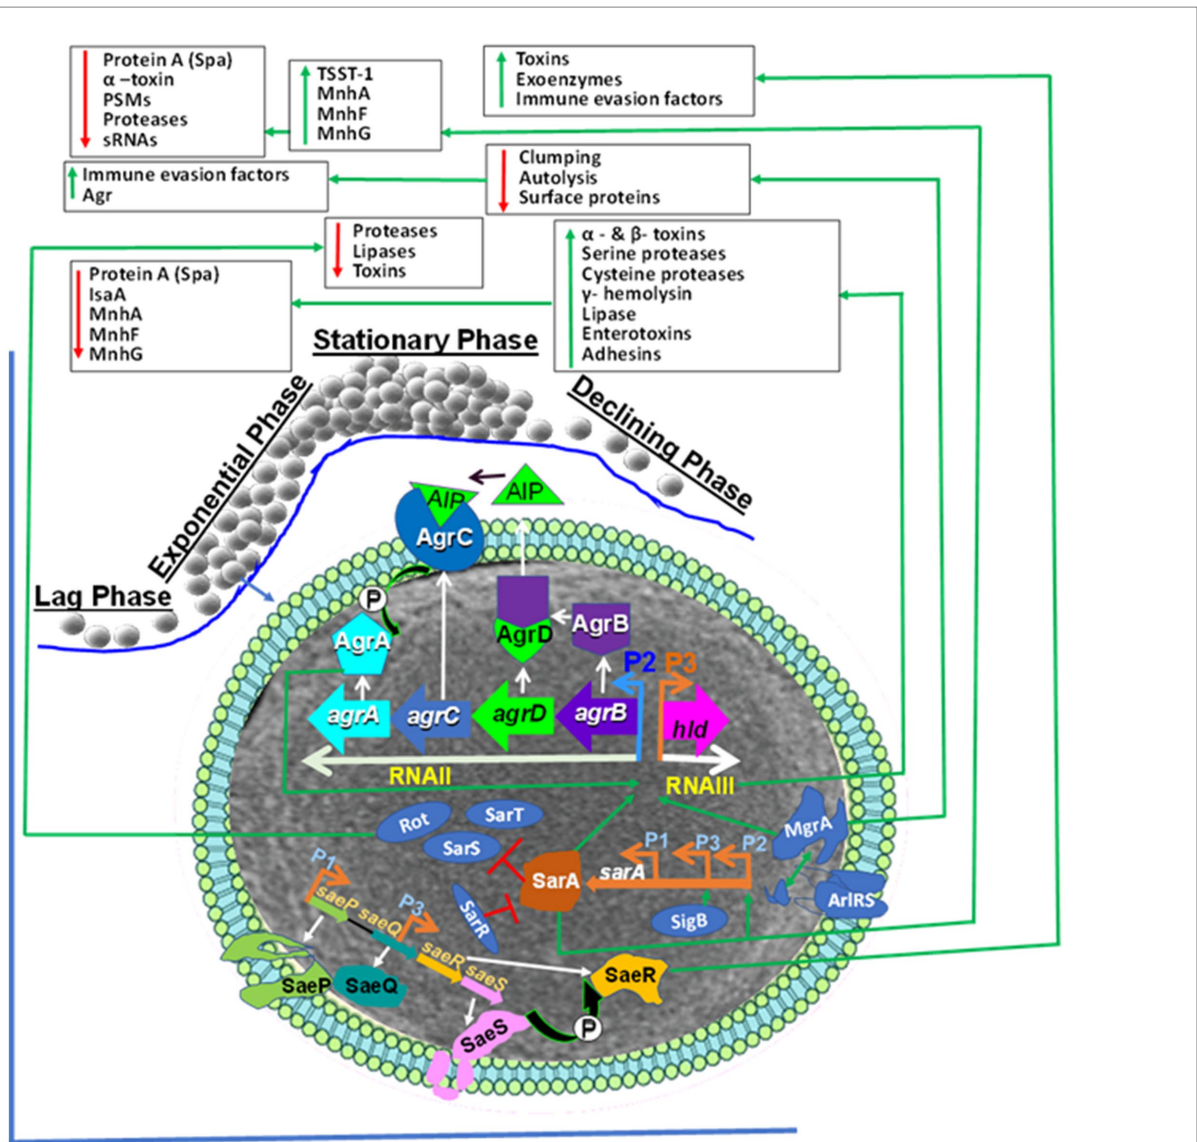 Protein A (Spa)
α –toxin
PSMs
Proteases
sRNAs
TSST-1
MnhA
MnhF
MnhG
Toxins
Exoenzymes
Immune evasion factors
Immune evasion factors
Agr
Clumping
Autolysis
Surface proteins
Proteases
Lipases
Toxins
α - & β- toxins
Serine proteases
Cysteine proteases
γ- hemolysin
Lipase
Enterotoxins
Adhesins
Protein A (Spa)
IsaA
MnhA
MnhF
MnhG
Stationary Phase
Exponential Phase
Declining Phase
Lag Phase
AIP
AIP
AgrC
P
AgrA
AgrD
AgrB
P2
P3
agrA
agrC
agrD
agrB
hld
RNAII
RNAIII
Rot
SarT
SarS
MgrA
P1
P3
P2
sarA
SarA
ArlRS
SigB
SarR
P1
saeP
saeQ
P3
saeR
saeS
SaeP
SaeQ
SaeR
SaeS
P